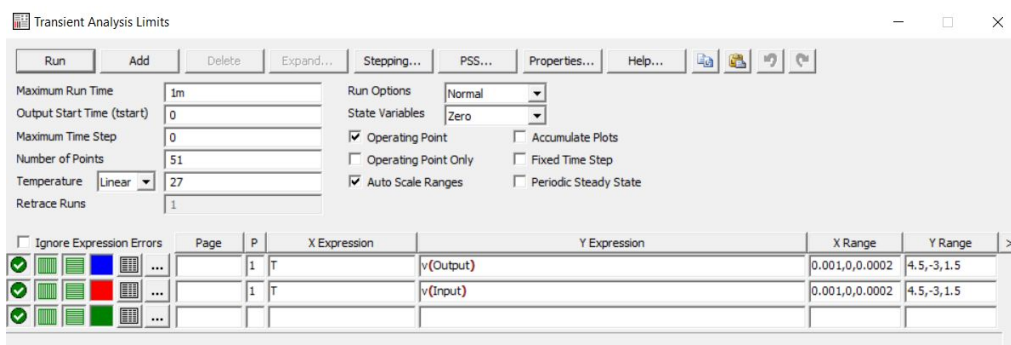 Transient Analysis Limits
Run Add Delete Expand... Stepping... PSS... Properties... Help...
Maximum Run Time 1m Run Options Normal
Output Start Time (tstart) 0 State Variables Zero
Maximum Time Step 0 Operating Point Accumulate Plots
Number of Points 51 Operating Point Only Fixed Time Step
Temperature Linear 27 Auto Scale Ranges Periodic Steady State
Retrace Runs 1
Ignore Expression Errors Page P X Expression Y Expression X Range Y Range >
... 1 T v(Output) 0.001,0,0.0002 4.5,-3,1.5
... 1 T v(Input) 0.001,0,0.0002 4.5,-3,1.5
...